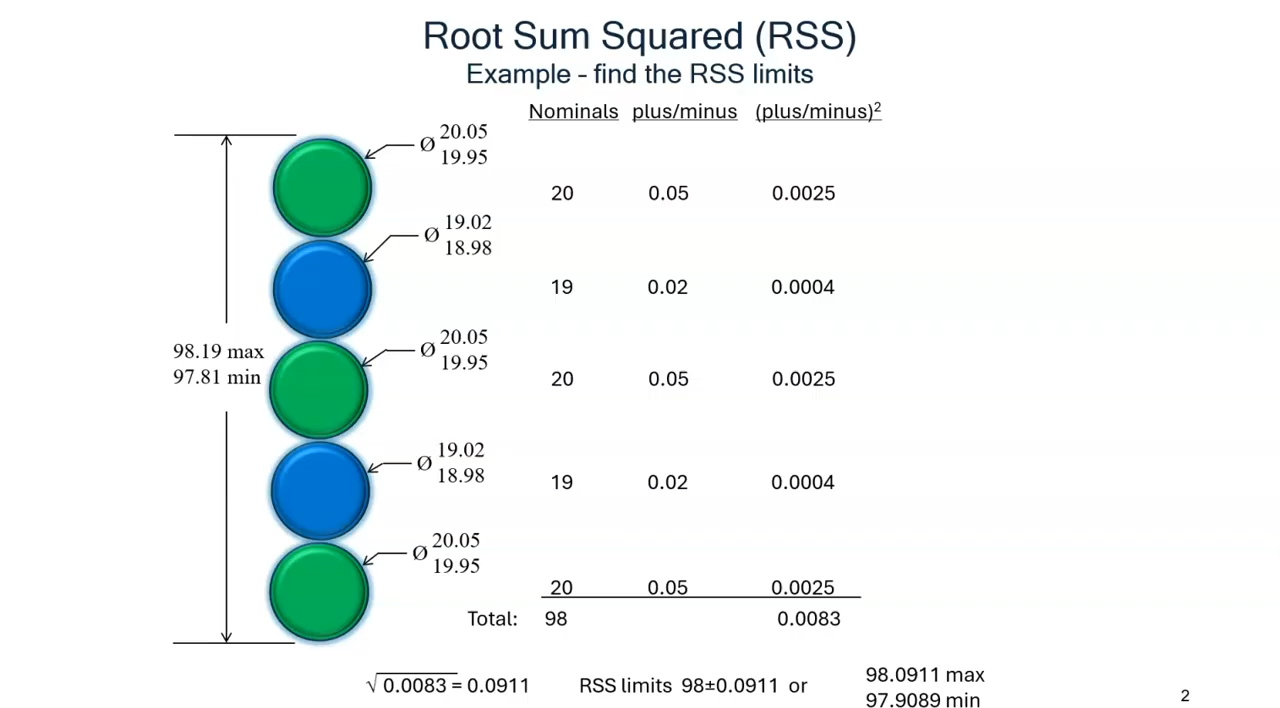 Root Sum Squared (RSS)
Example - find the RSS limits
Nominals plus/minus (plus/minus)²
Ø 20.05
19.95
20 0.05 0.0025
Ø 19.02
18.98
19 0.02 0.0004
Ø 20.05
19.95
98.19 max
97.81 min
20 0.05 0.0025
Ø 19.02
18.98
19 0.02 0.0004
Ø 20.05
19.95
20 0.05 0.0025
Total: 98 0.0083
√0.0083 = 0.0911 RSS limits 98±0.0911 or
98.0911 max
97.9089 min
2